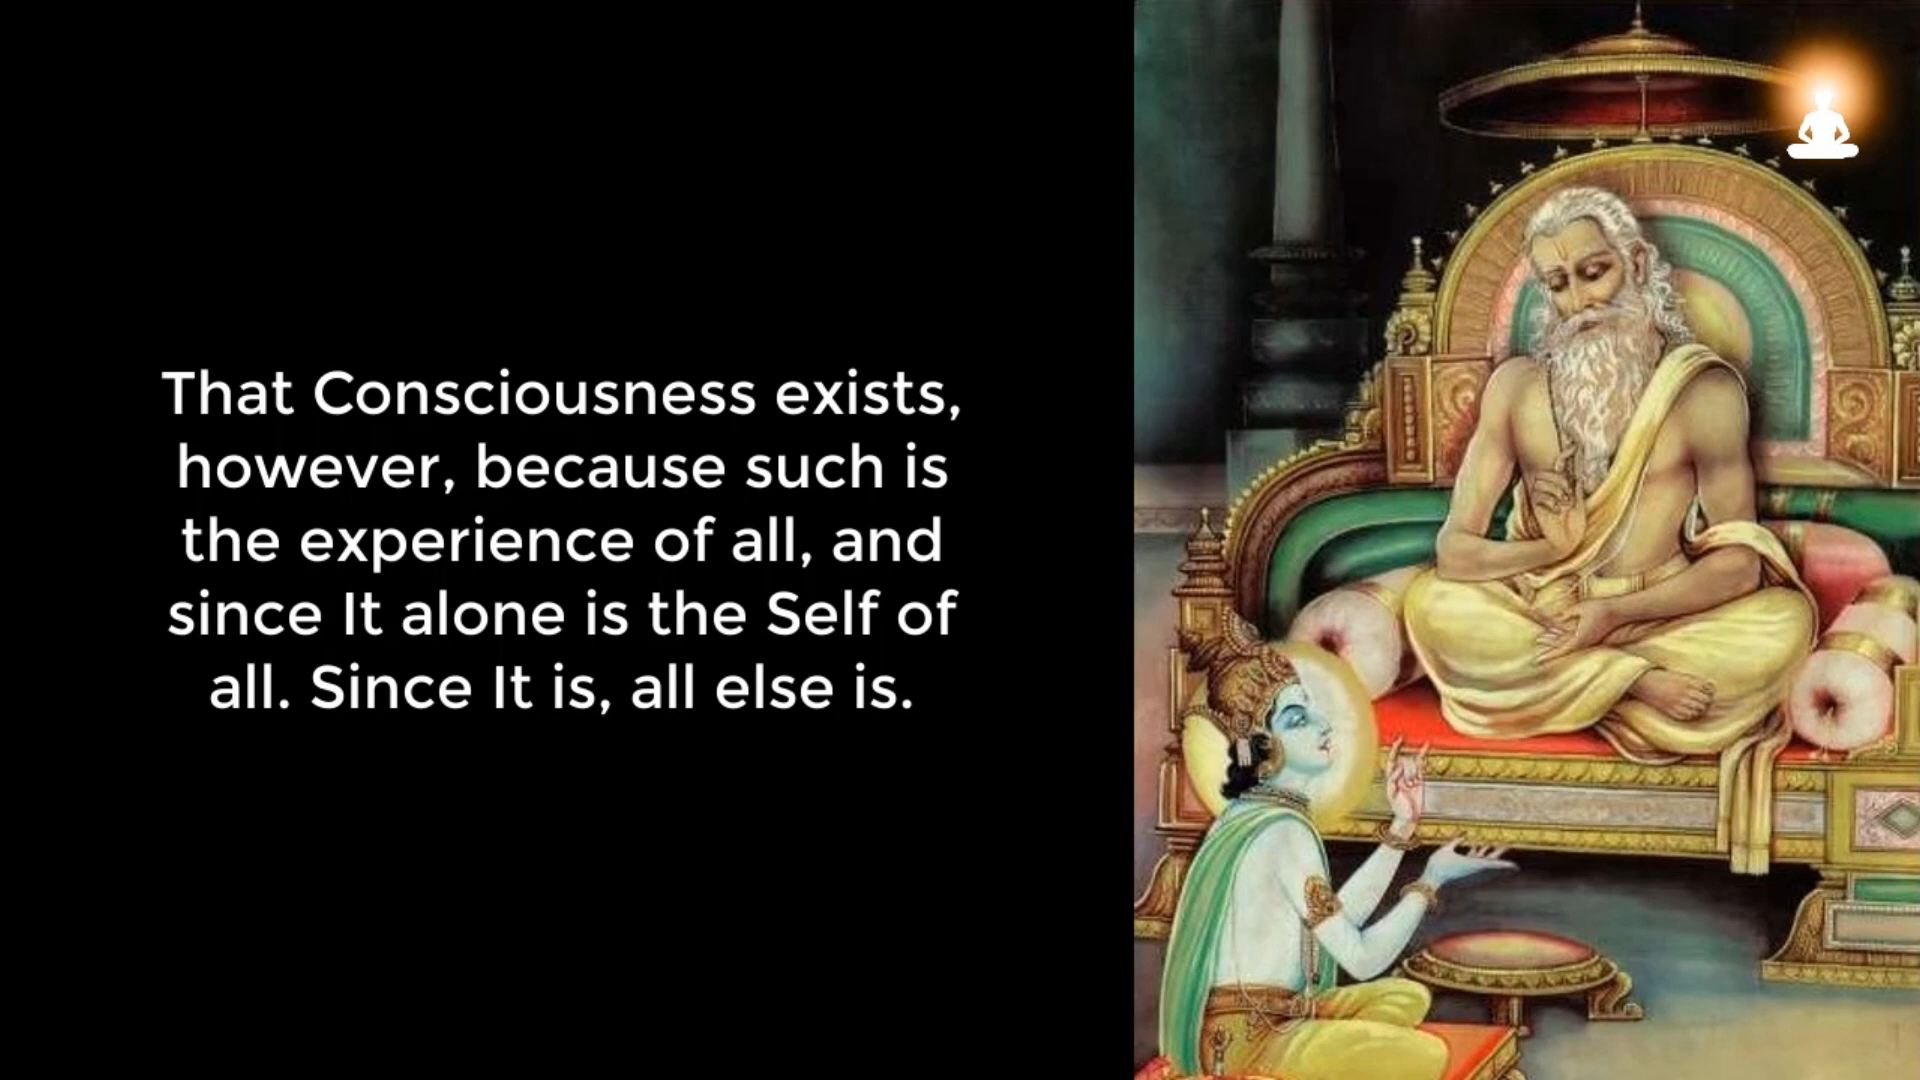 That Consciousness exists,
however, because such is
the experience of all, and
since It alone is the Self of
all. Since It is, all else is.